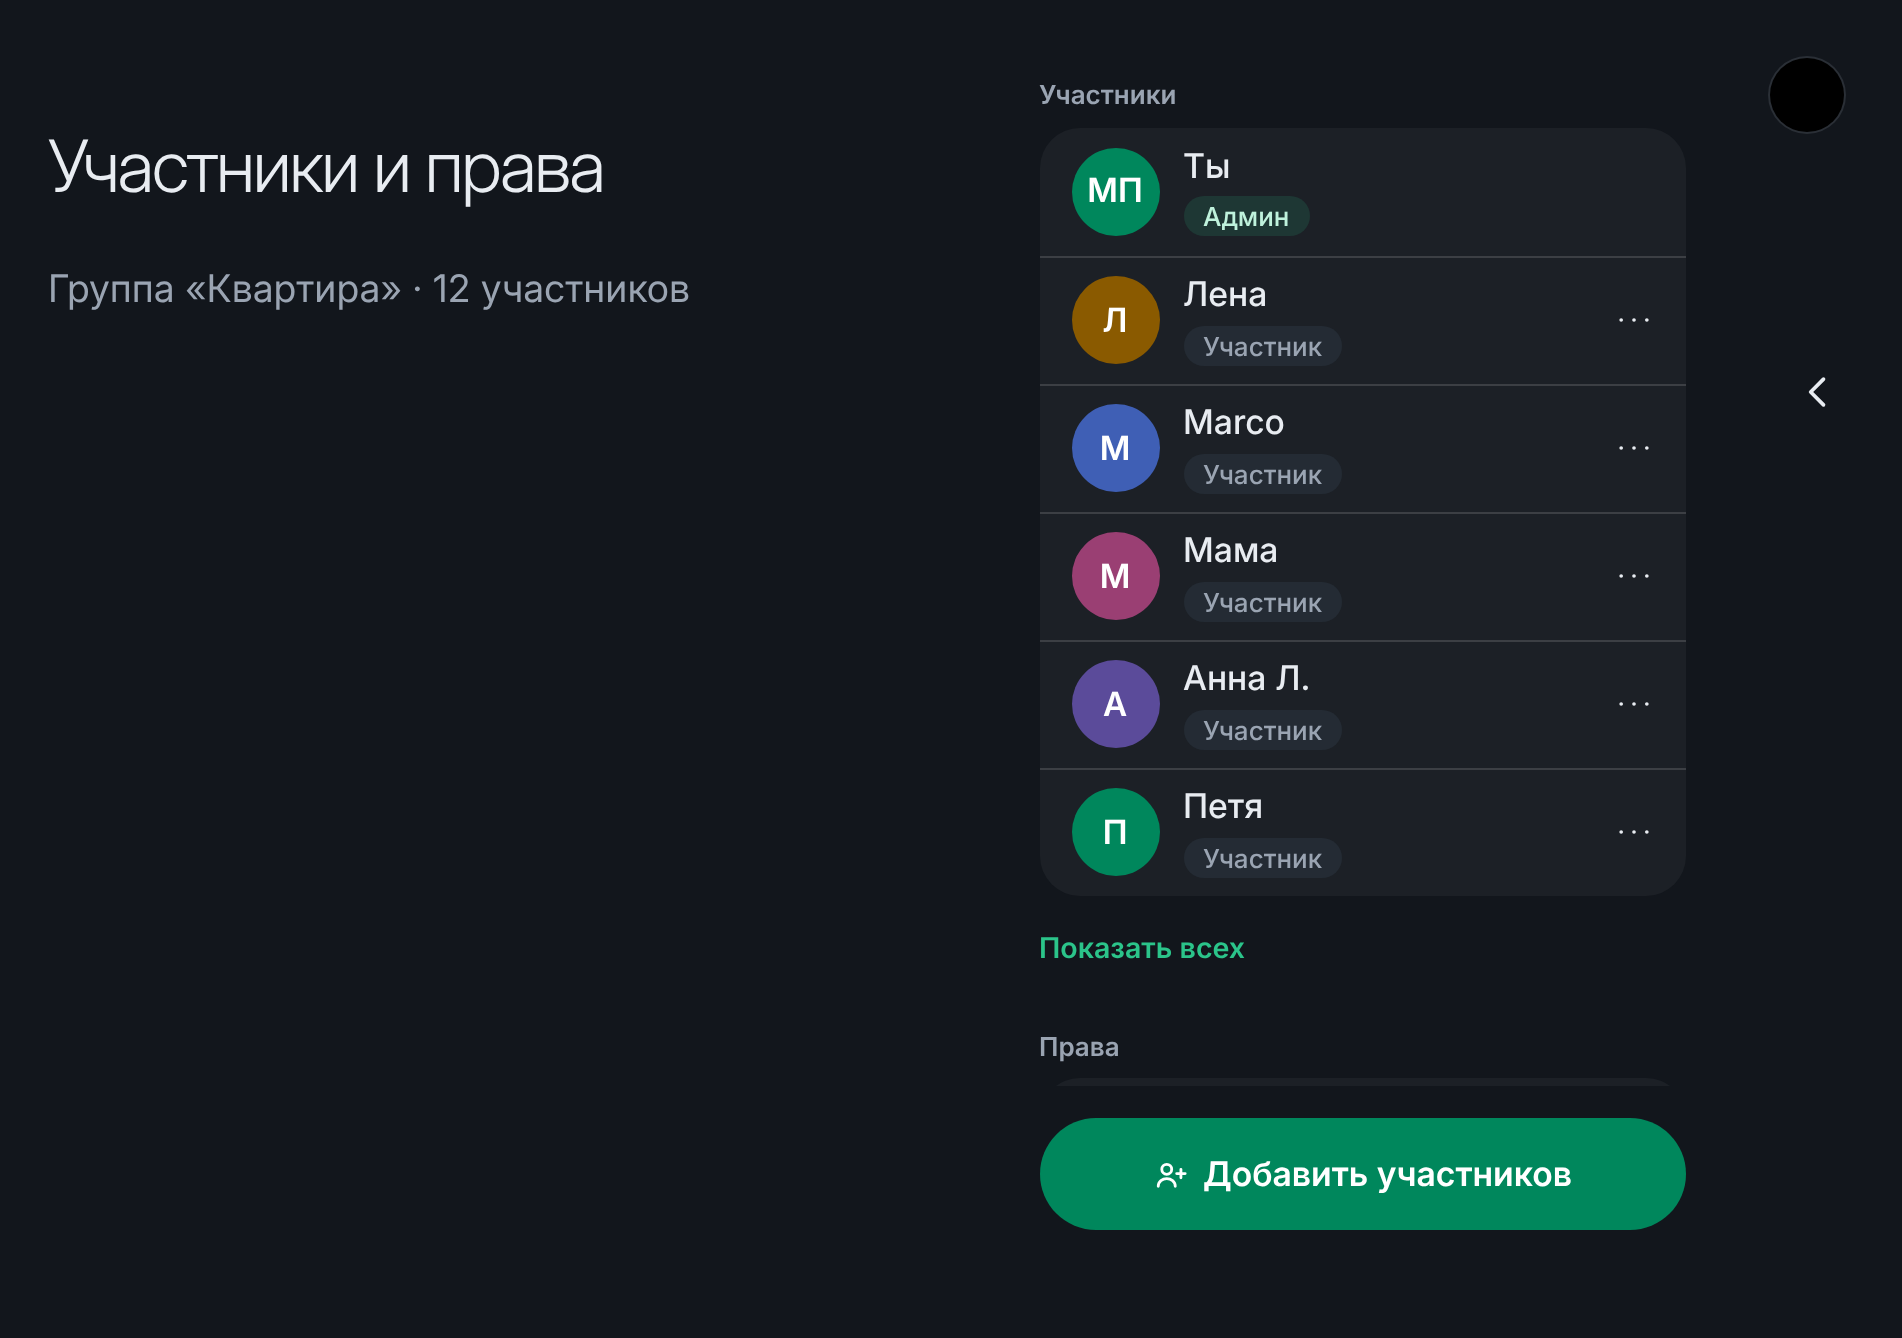 Участники и права
Группа «Квартира» · 12 участников
Участники
МП
Ты
Админ
Л
Лена
Участник
M
Marco
Участник
М
Мама
Участник
А
Анна Л.
Участник
П
Петя
Участник
Показать всех
Права
Добавить участников